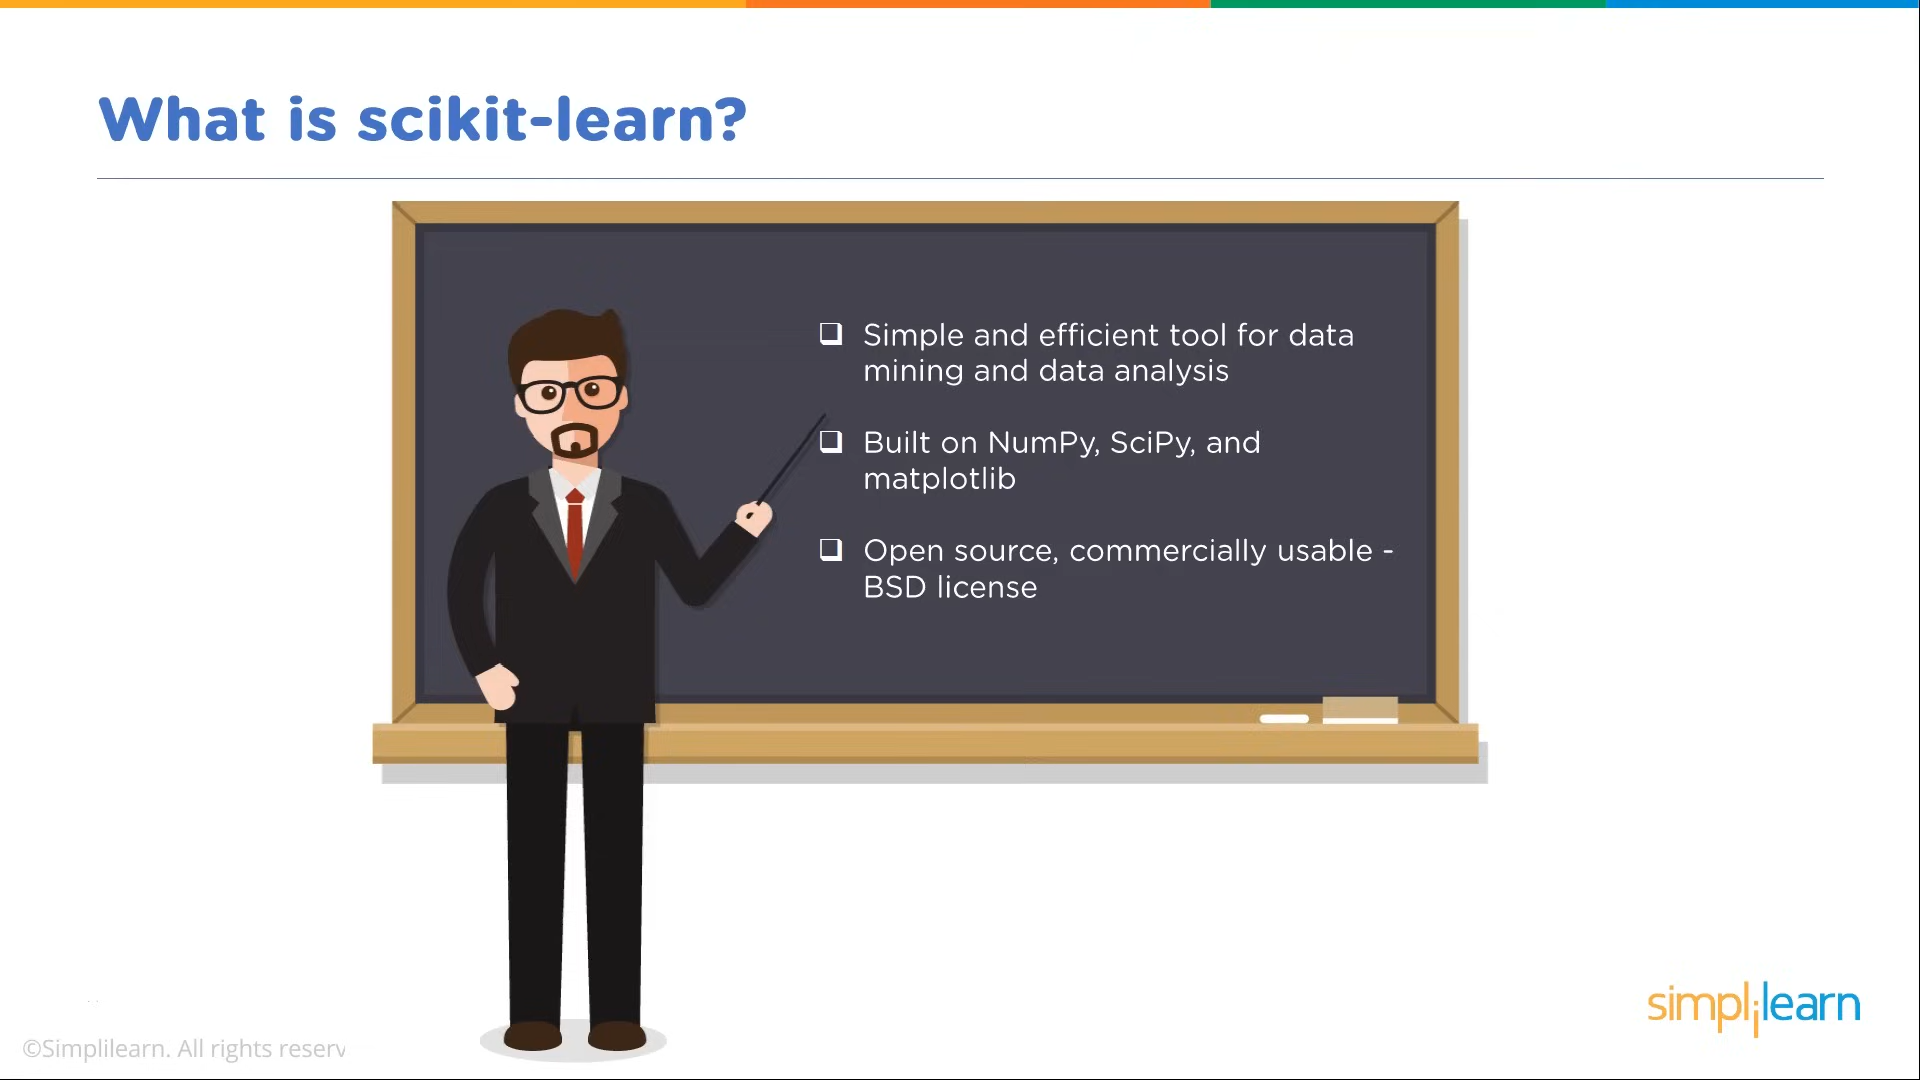 What is scikit-learn?
❑ Simple and efficient tool for data
mining and data analysis
❑ Built on NumPy, SciPy, and
matplotlib
❑ Open source, commercially usable -
BSD license
simplilearn
©Simplilearn. All rights reserv